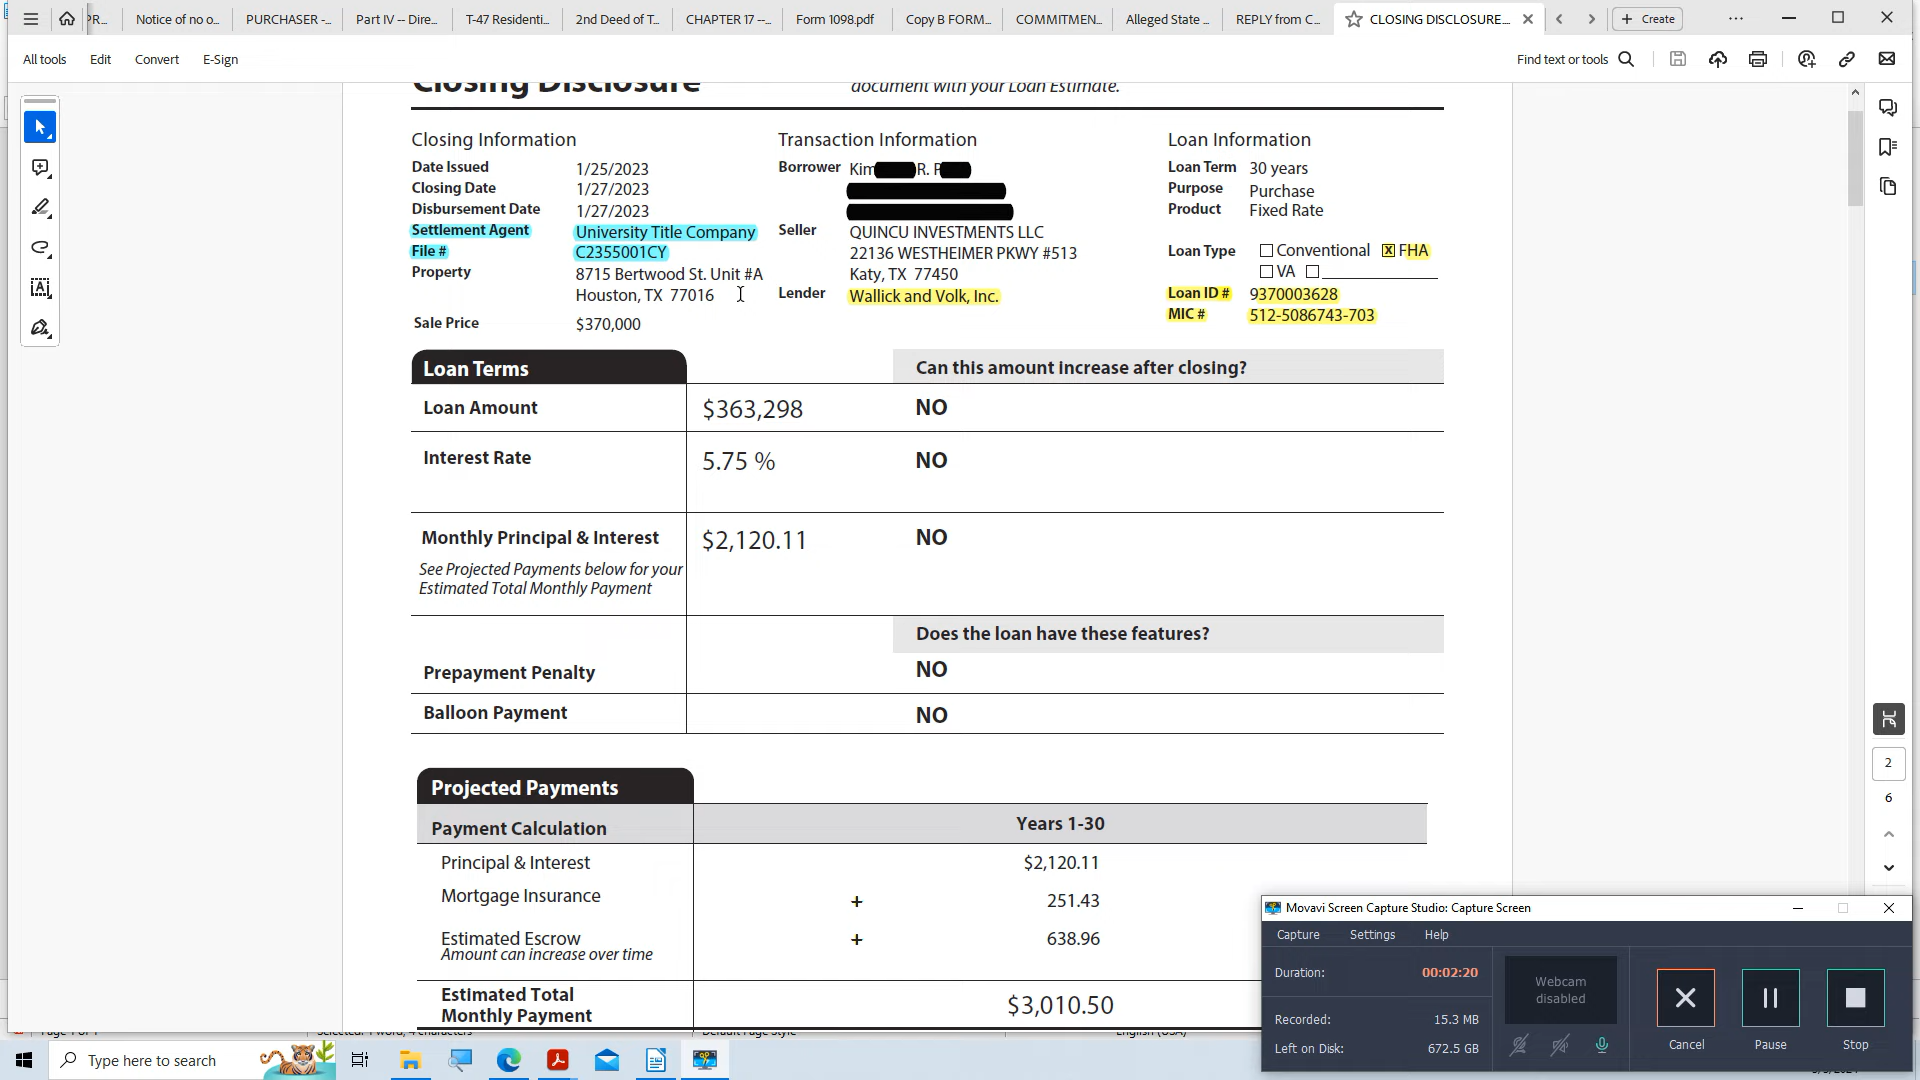 PR...
Notice of no o...
PURCHASER -...
Part IV -- Dire...
T-47 Residenti...
2nd Deed of T...
CHAPTER 17 --...
Form 1098.pdf
Copy B FORM...
COMMITMEN...
Alleged State ...
REPLY from C...
CLOSING DISCLOSURE...
Create
All tools
Edit
Convert
E-Sign
Find text or tools
Closing Disclosure
document with your Loan Estimate.
Closing Information
Date Issued 1/25/2023
Closing Date 1/27/2023
Disbursement Date 1/27/2023
Settlement Agent University Title Company
File # C2355001CY
Property 8715 Bertwood St. Unit #A
Houston, TX 77016
Sale Price $370,000
Transaction Information
Borrower Kim R. P
Seller QUINCU INVESTMENTS LLC
22136 WESTHEIMER PKWY #513
Katy, TX 77450
Lender Wallick and Volk, Inc.
Loan Information
Loan Term 30 years
Purpose Purchase
Product Fixed Rate
Loan Type Conventional X FHA
VA
Loan ID # 9370003628
MIC # 512-5086743-703
Loan Terms Can this amount increase after closing?
Loan Amount $363,298 NO
Interest Rate 5.75 % NO
Monthly Principal & Interest $2,120.11 NO
See Projected Payments below for your
Estimated Total Monthly Payment
Does the loan have these features?
Prepayment Penalty NO
Balloon Payment NO
Projected Payments
Payment Calculation Years 1-30
Principal & Interest $2,120.11
Mortgage Insurance + 251.43
Estimated Escrow + 638.96
Amount can increase over time
Estimated Total
Monthly Payment $3,010.50
2
6
Movavi Screen Capture Studio: Capture Screen
Capture Settings Help
Duration: 00:02:20
Webcam
disabled
Recorded: 15.3 MB
Left on Disk: 672.5 GB
Cancel
Pause
Stop
Type here to search